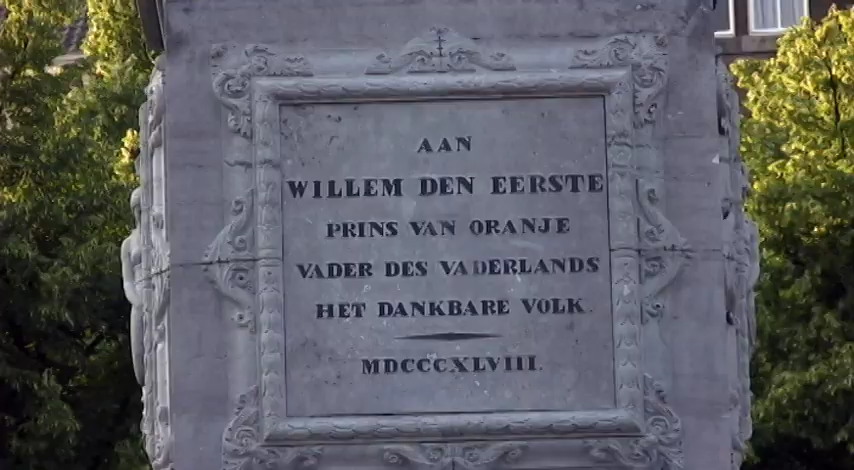 AAN
WILLEM DEN EERSTE
PRINS VAN ORANJE
VADER DES VADERLANDS
HET DANKBARE VOLK.
MDCCCXLVIII.